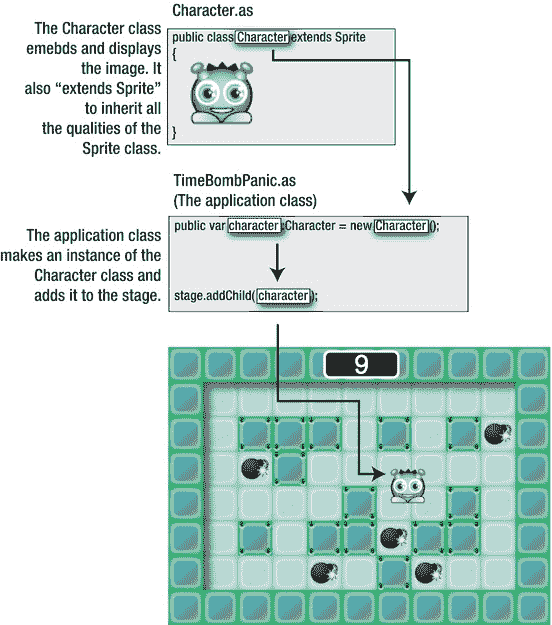 Character.as
The Character class
emebds and displays
the image. It
also “extends Sprite”
to inherit all
the qualities of the
Sprite class.
public class Character extends Sprite
{
}
TimeBombPanic.as
(The application class)
The application class
makes an instance of the
Character class and
adds it to the stage.
public var character:Character = new Character();
stage.addChild(character);
9